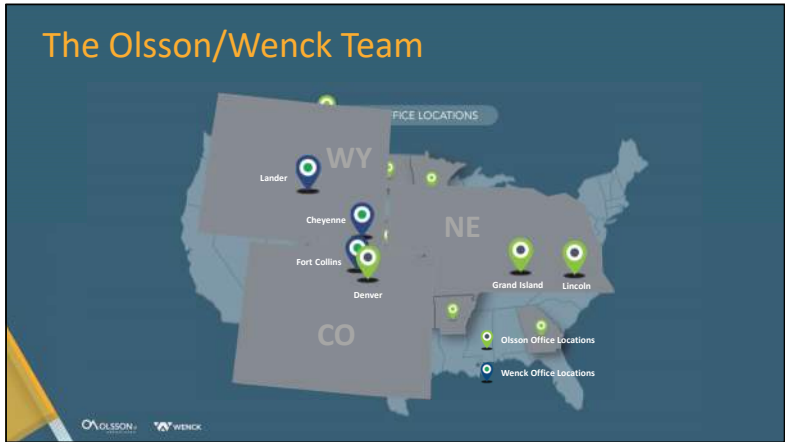 The Olsson/Wenck Team
FFICE LOCATIONS
WY
Lander
Cheyenne
NE
Fort Collins
Denver
Grand Island
Lincoln
CO
Olsson Office Locations
Wenck Office Locations
OLSSON
WENCK